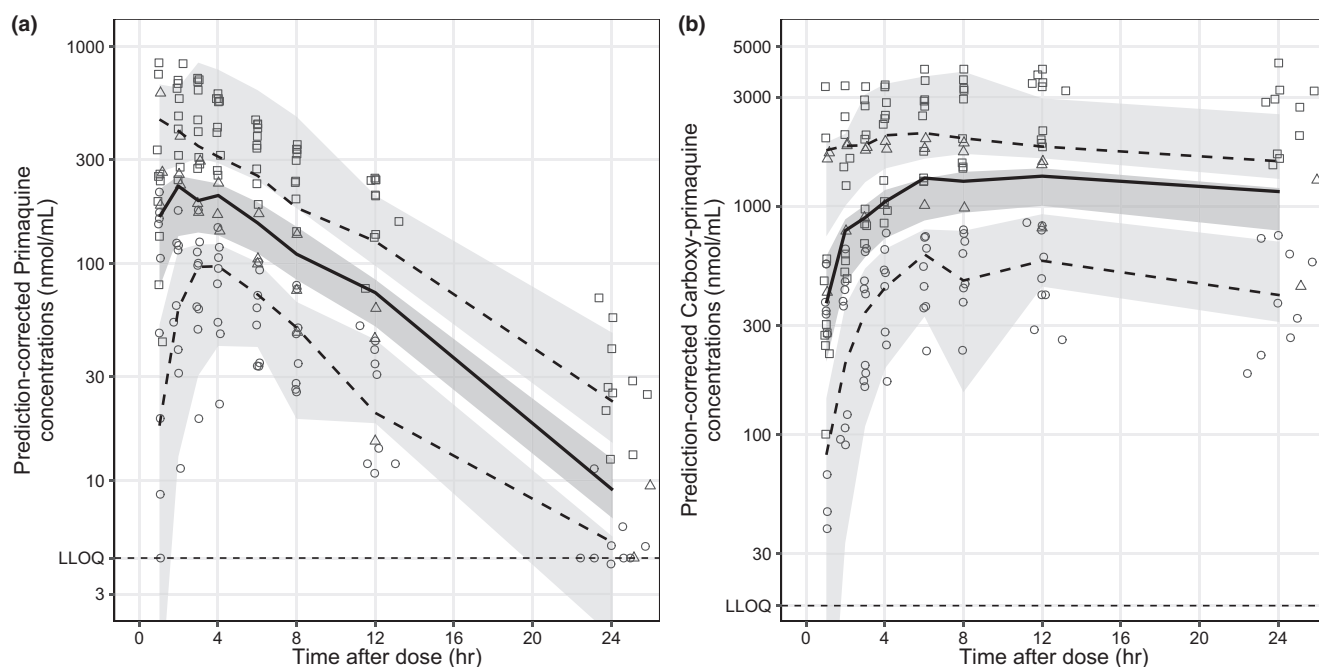 (a)
Prediction-corrected Primaquine
concentrations (nmol/mL)
1000
300
100
30
10
LLOQ
3
0 4 8 12 16 20 24
Time after dose (hr)
(b)
Prediction-corrected Carboxy-primaquine
concentrations (nmol/mL)
5000
3000
1000
300
100
30
LLOQ
0 4 8 12 16 20 24
Time after dose (hr)